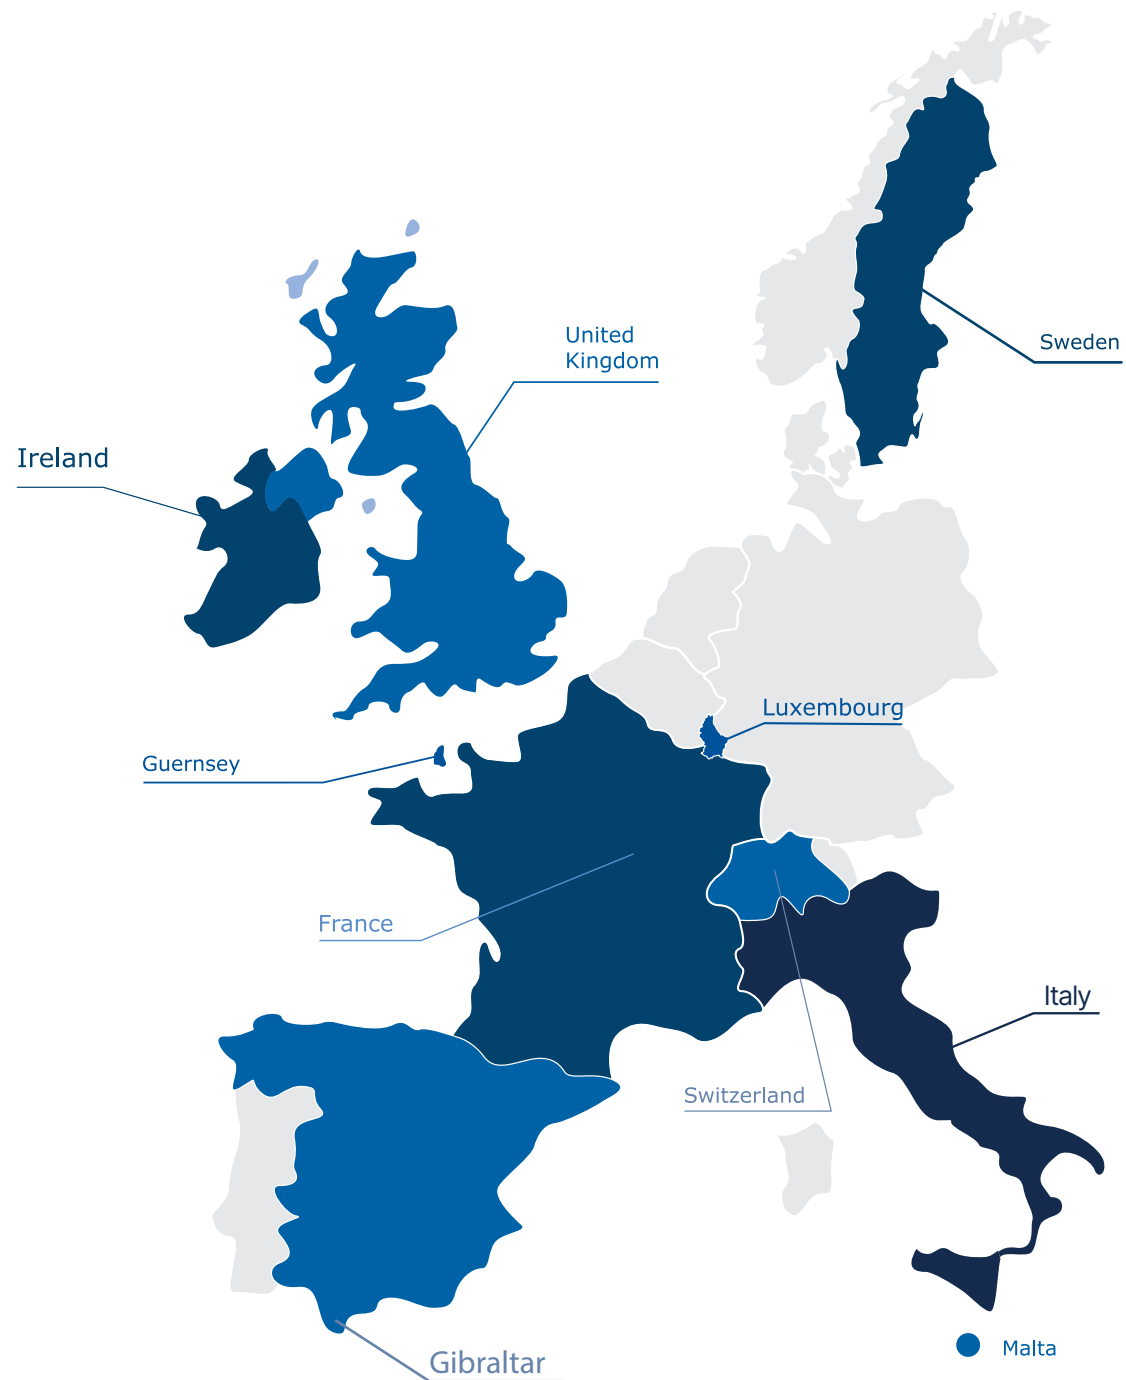 United
Kingdom
Sweden
Ireland
Luxembourg
Guernsey
France
Italy
Switzerland
Malta
Gibraltar